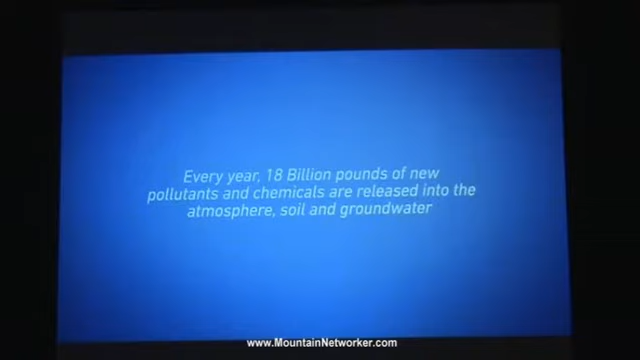 Every year, 18 Billion pounds of new
pollutants and chemicals are released into the
atmosphere, soil and groundwater
www.MountainNetworker.com